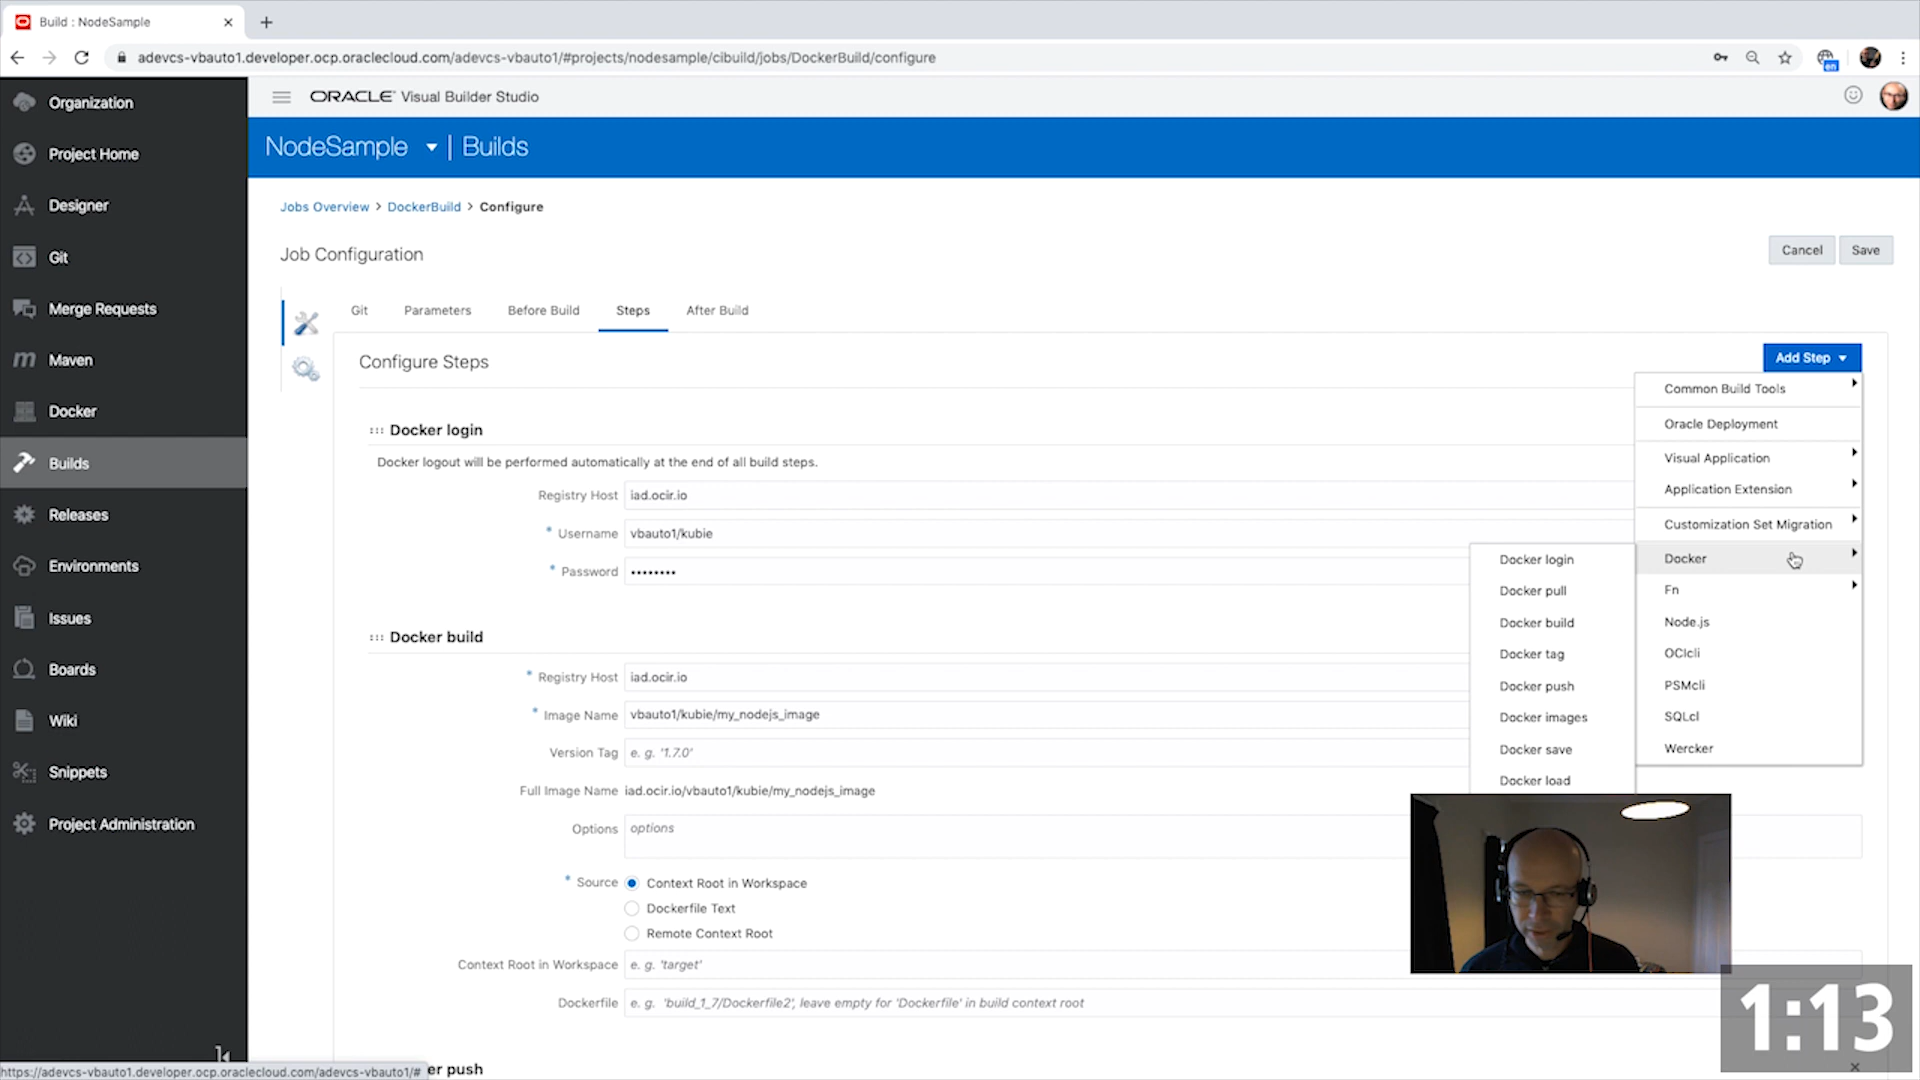 Build : NodeSample
adevcs-vbauto1.developer.ocp.oraclecloud.com/adevcs-vbauto1/#projects/nodesample/cibuild/jobs/DockerBuild/configure
en
Organization
Project Home
Designer
Git
Merge Requests
Maven
Docker
Builds
Releases
Environments
Issues
Boards
Wiki
Snippets
Project Administration
ORACLE Visual Builder Studio
NodeSample | Builds
Jobs Overview > DockerBuild > Configure
Job Configuration
Cancel Save
Git Parameters Before Build Steps After Build
Configure Steps
Add Step
Docker login
Docker logout will be performed automatically at the end of all build steps.
Registry Host iad.ocir.io
* Username vbauto1/kubie
* Password ••••••••
Docker build
* Registry Host iad.ocir.io
* Image Name vbauto1/kubie/my_nodejs_image
Version Tag e. g. '1.7.0'
Full Image Name iad.ocir.io/vbauto1/kubie/my_nodejs_image
Options options
* Source Context Root in Workspace
Dockerfile Text
Remote Context Root
Context Root in Workspace e. g. 'target'
Dockerfile e. g. 'build_1_7/Dockerfile2', leave empty for 'Dockerfile' in build context root
er push
Common Build Tools
Oracle Deployment
Visual Application
Application Extension
Customization Set Migration
Docker
Fn
Node.js
OCIcli
PSMcli
SQLcl
Wercker
Docker login
Docker pull
Docker build
Docker tag
Docker push
Docker images
Docker save
Docker load
1:13
https://adevcs-vbauto1.developer.ocp.oraclecloud.com/adevcs-vbauto1/#